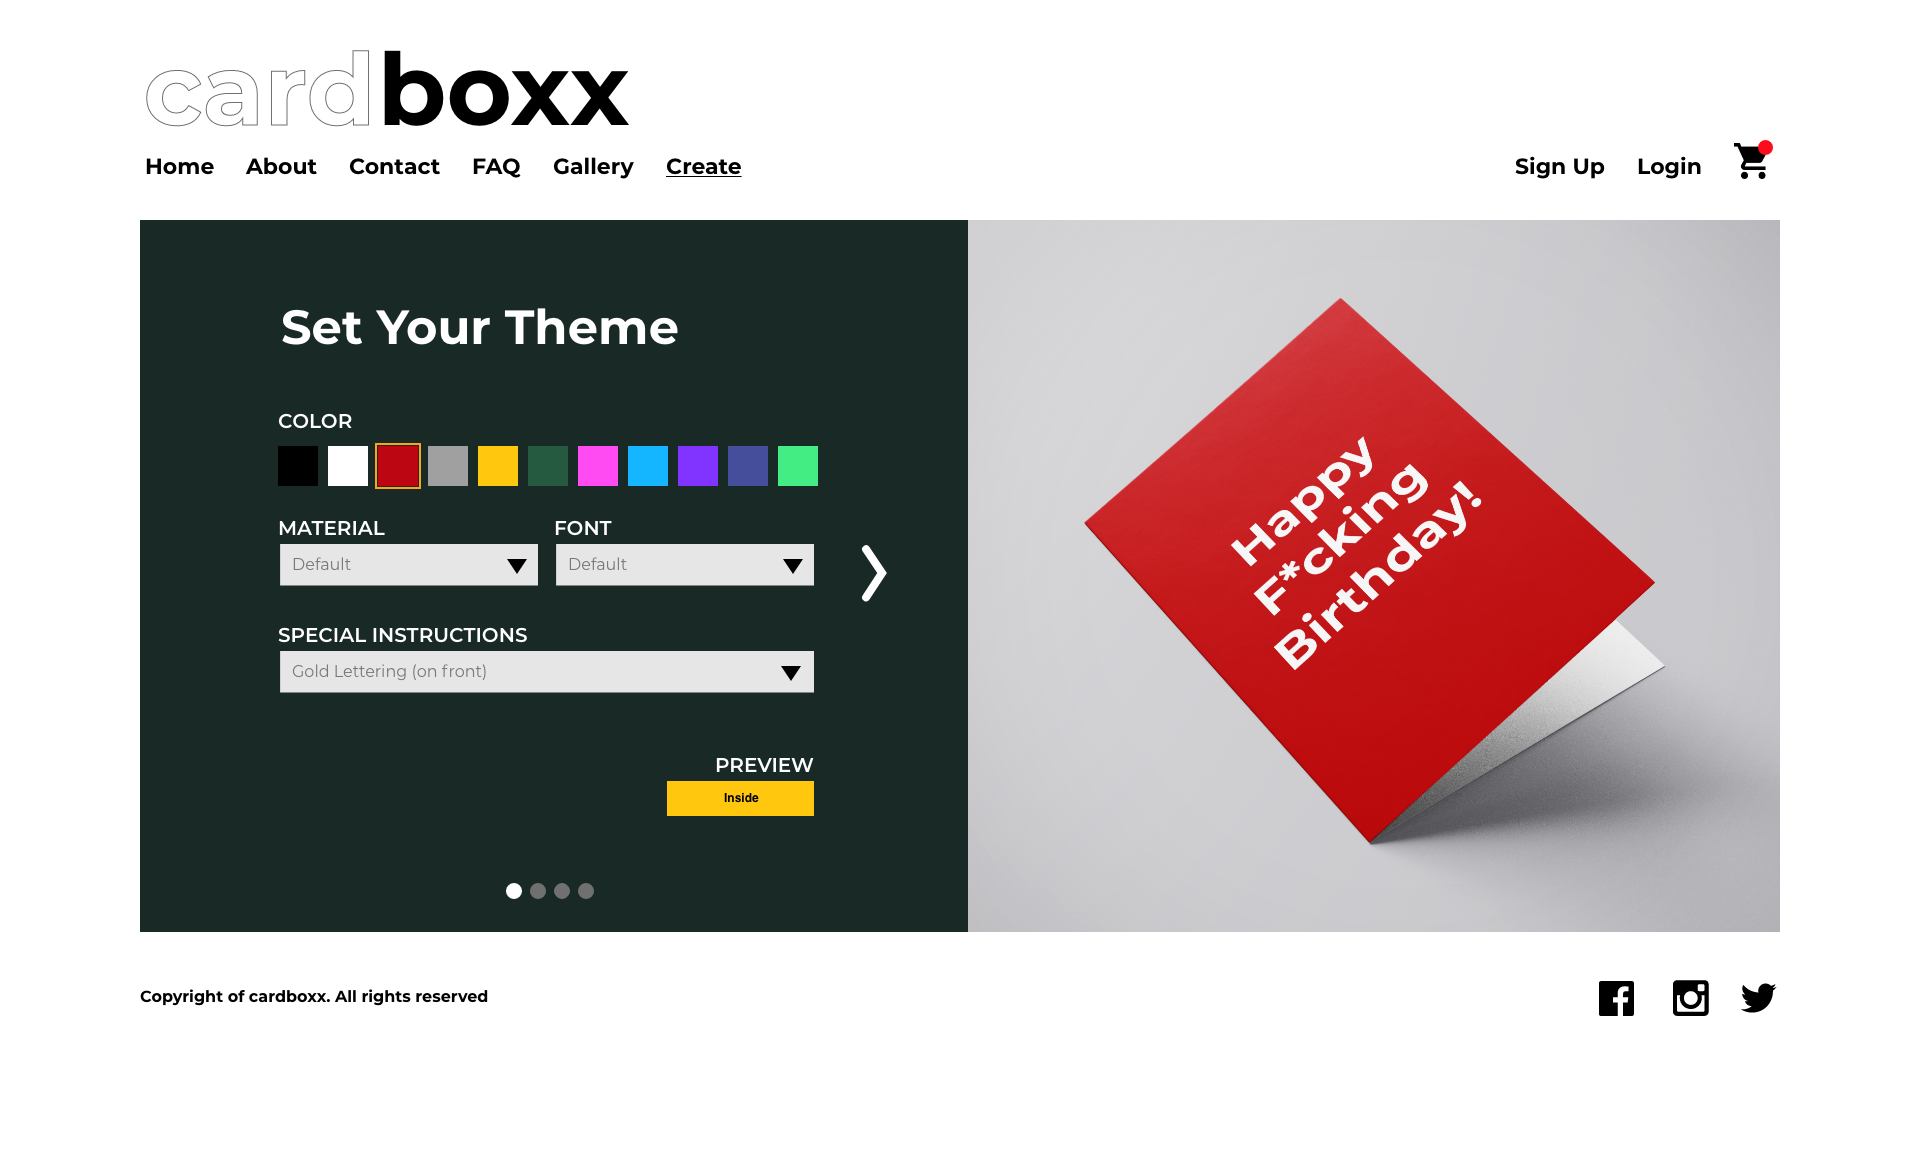 cardboxx
Home About Contact FAQ Gallery Create
Sign Up Login
Set Your Theme
COLOR
MATERIAL FONT
Default Default
SPECIAL INSTRUCTIONS
Gold Lettering (on front)
PREVIEW
Inside
Happy
F*cking
Birthday!
Copyright of cardboxx. All rights reserved